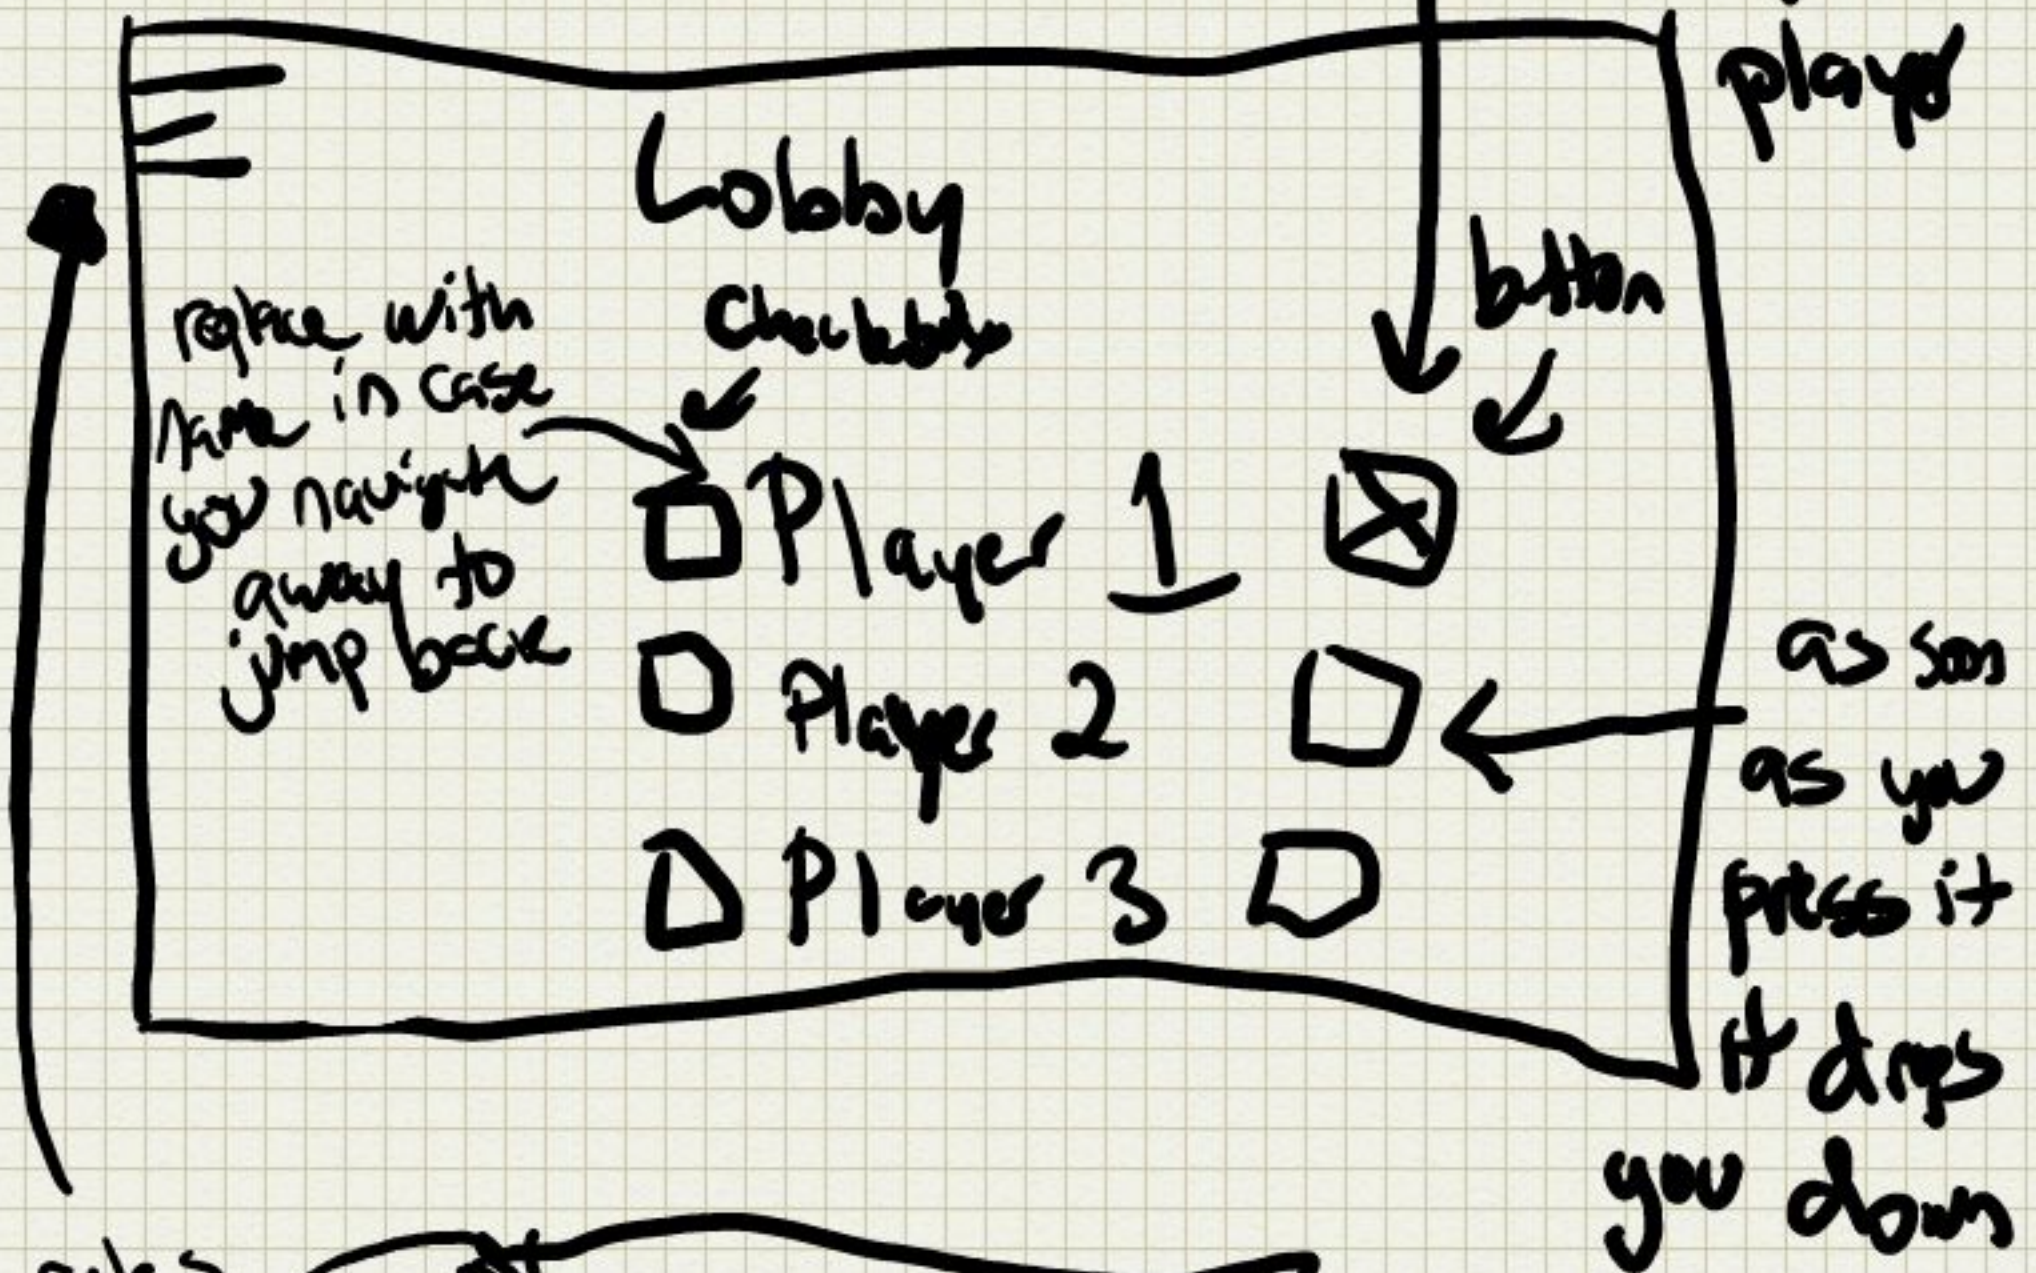 player
Lobby
button
replace with
name in case
you navigate
away to
jump back
Checkbox
Player 1
Player 2
Player 3
as soon
as you
press it
it drops
you down
rules